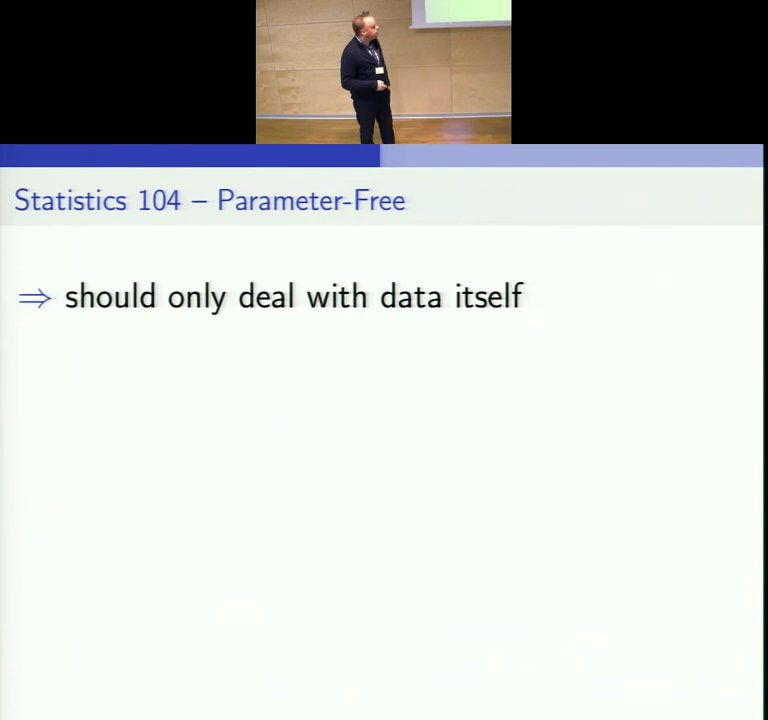 Statistics 104 – Parameter-Free
⇒ should only deal with data itself